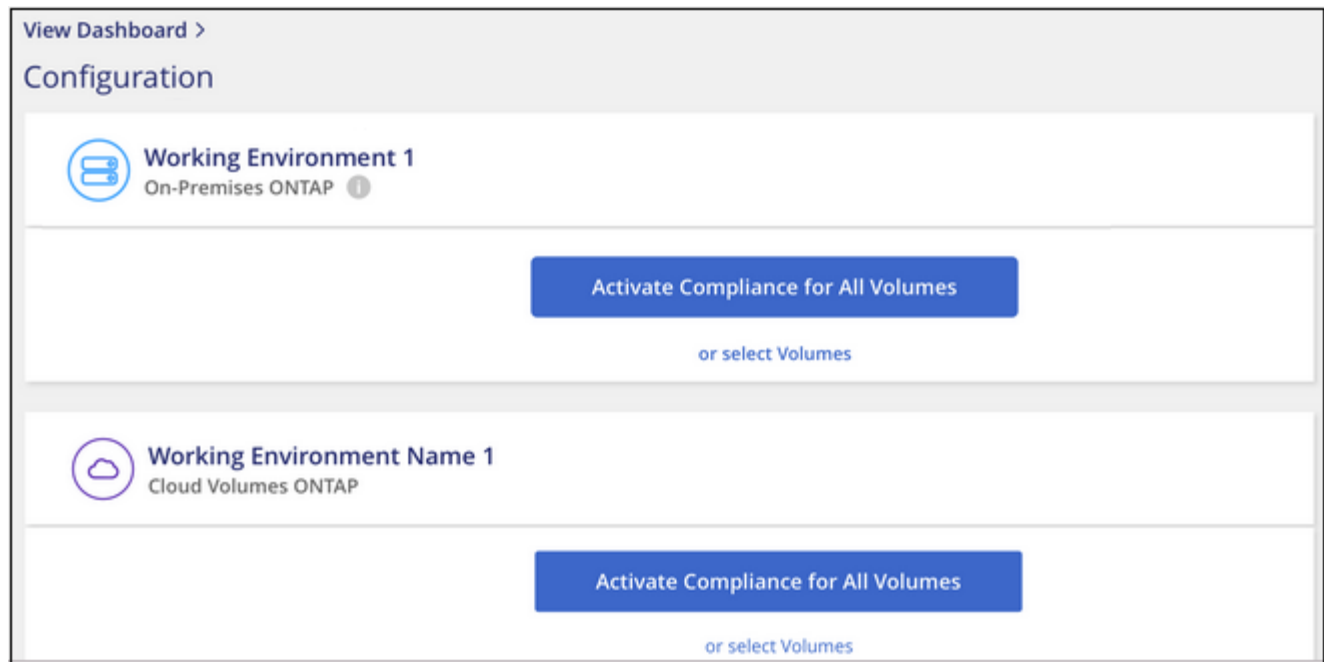 View Dashboard >
Configuration
Working Environment 1
On-Premises ONTAP i
Activate Compliance for All Volumes
or select Volumes
Working Environment Name 1
Cloud Volumes ONTAP
Activate Compliance for All Volumes
or select Volumes